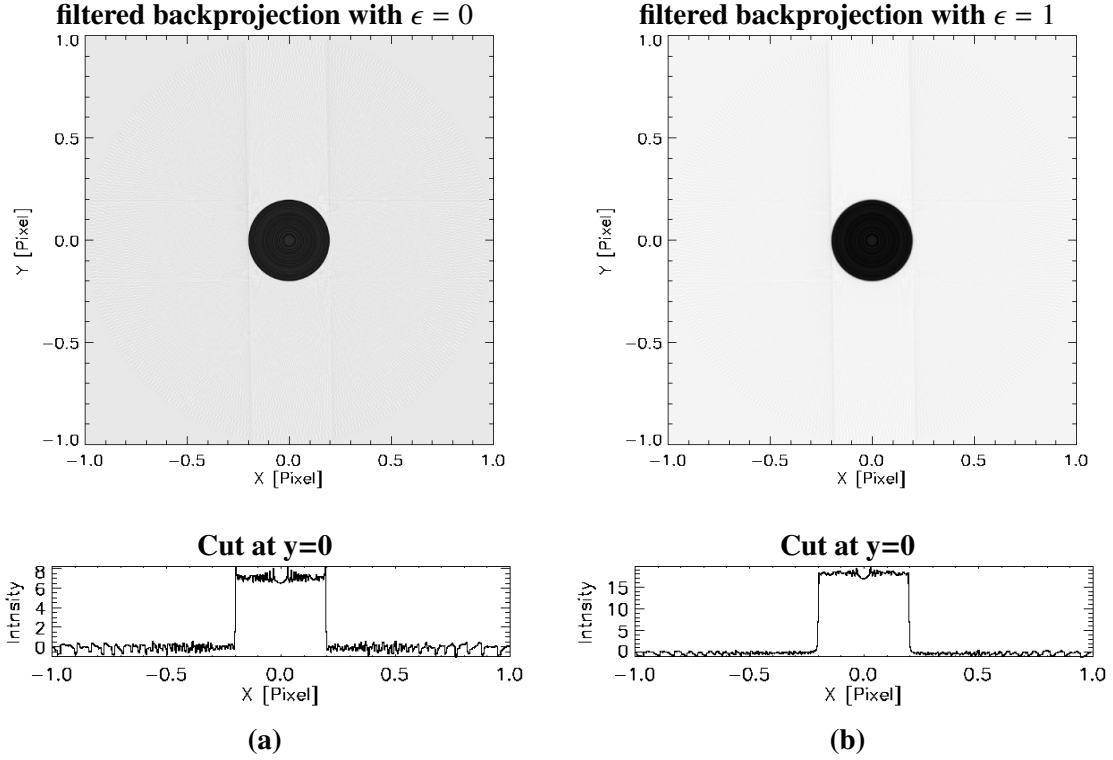 filtered backprojection with ϵ = 0
1.0
0.5
0.0
−0.5
−1.0
Y [Pixel]
−1.0 −0.5 0.0 0.5 1.0
X [Pixel]
Cut at y=0
8
6
4
2
0
Intnsity
−1.0 −0.5 0.0 0.5 1.0
X [Pixel]
(a)
filtered backprojection with ϵ = 1
1.0
0.5
0.0
−0.5
−1.0
Y [Pixel]
−1.0 −0.5 0.0 0.5 1.0
X [Pixel]
Cut at y=0
15
10
5
0
Intnsity
−1.0 −0.5 0.0 0.5 1.0
X [Pixel]
(b)